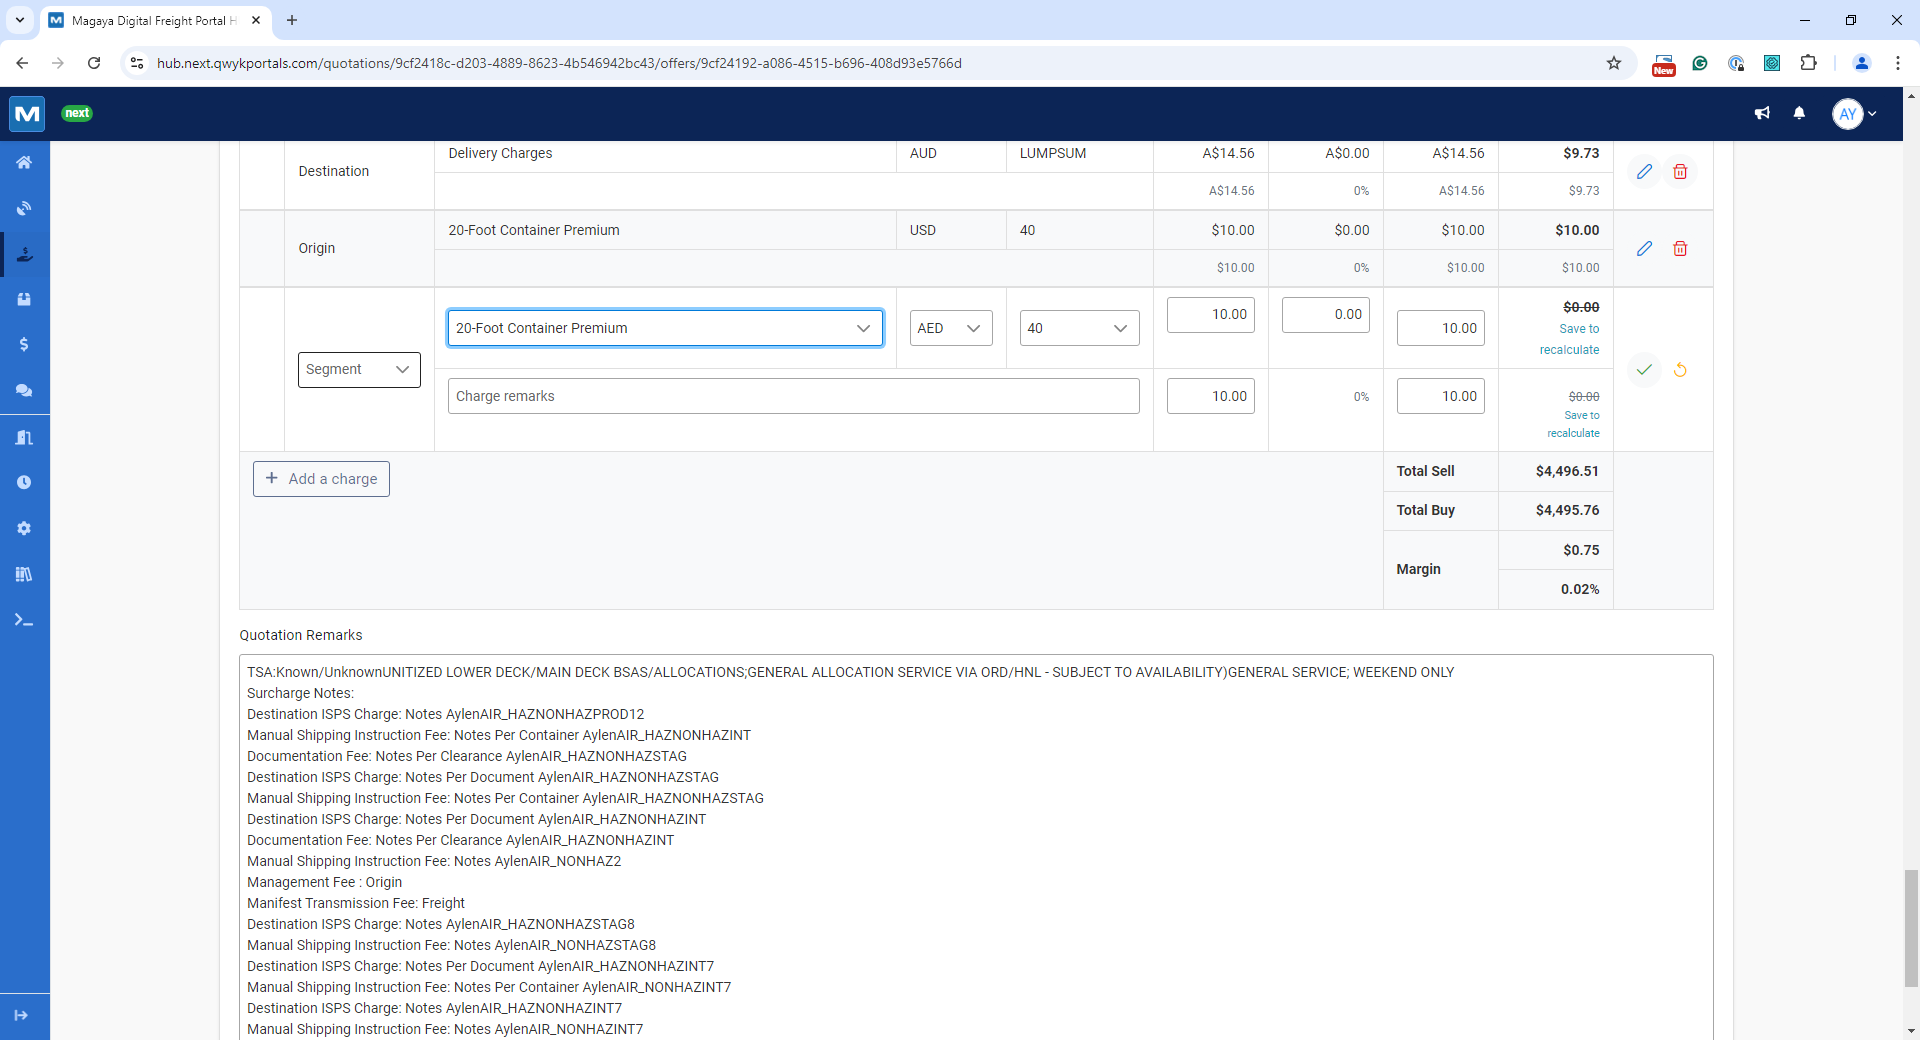 Magaya Digital Freight Portal H
hub.next.qwykportals.com/quotations/9cf2418c-d203-4889-8623-4b546942bc43/offers/9cf24192-a086-4515-b696-408d93e5766d
New
next
AY
Destination
Delivery Charges AUD LUMPSUM A$14.56 A$0.00 A$14.56 $9.73
A$14.56 0% A$14.56 $9.73
Origin
20-Foot Container Premium USD 40 $10.00 $0.00 $10.00 $10.00
$10.00 0% $10.00 $10.00
Segment
20-Foot Container Premium AED 40 10.00 0.00 10.00 $0.00
Save to
recalculate
Charge remarks 10.00 0% 10.00 $0.00
Save to
recalculate
+ Add a charge
Total Sell $4,496.51
Total Buy $4,495.76
Margin $0.75
0.02%
Quotation Remarks
TSA:Known/UnknownUNITIZED LOWER DECK/MAIN DECK BSAS/ALLOCATIONS;GENERAL ALLOCATION SERVICE VIA ORD/HNL - SUBJECT TO AVAILABILITY)GENERAL SERVICE; WEEKEND ONLY
Surcharge Notes:
Destination ISPS Charge: Notes AylenAIR_HAZNONHAZPROD12
Manual Shipping Instruction Fee: Notes Per Container AylenAIR_HAZNONHAZINT
Documentation Fee: Notes Per Clearance AylenAIR_HAZNONHAZSTAG
Destination ISPS Charge: Notes Per Document AylenAIR_HAZNONHAZSTAG
Manual Shipping Instruction Fee: Notes Per Container AylenAIR_HAZNONHAZSTAG
Destination ISPS Charge: Notes Per Document AylenAIR_HAZNONHAZINT
Documentation Fee: Notes Per Clearance AylenAIR_HAZNONHAZINT
Manual Shipping Instruction Fee: Notes AylenAIR_NONHAZ2
Management Fee : Origin
Manifest Transmission Fee: Freight
Destination ISPS Charge: Notes AylenAIR_HAZNONHAZSTAG8
Manual Shipping Instruction Fee: Notes AylenAIR_NONHAZSTAG8
Destination ISPS Charge: Notes Per Document AylenAIR_HAZNONHAZINT7
Manual Shipping Instruction Fee: Notes Per Container AylenAIR_NONHAZINT7
Destination ISPS Charge: Notes AylenAIR_HAZNONHAZINT7
Manual Shipping Instruction Fee: Notes AylenAIR_NONHAZINT7